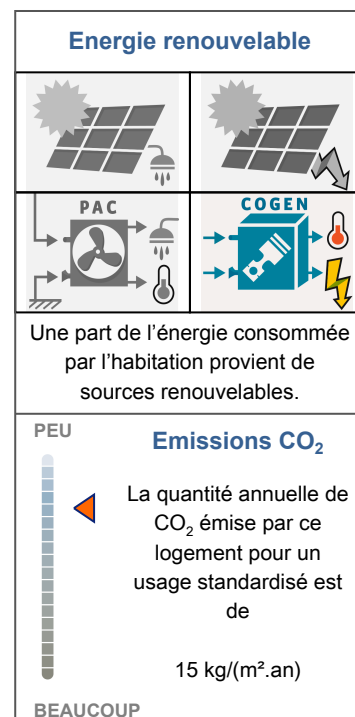 Energie renouvelable
PAC
COGEN
Une part de l'énergie consommée
par l'habitation provient de
sources renouvelables.
PEU
Emissions CO₂
La quantité annuelle de
CO₂ émise par ce
logement pour un
usage standardisé est
de
15 kg/(m².an)
BEAUCOUP